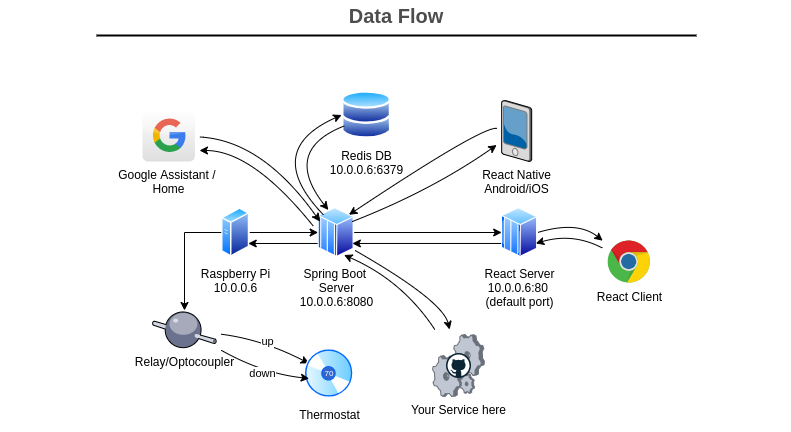 Data Flow
Redis DB
10.0.0.6:6379
Google Assistant /
Home
React Native
Android/iOS
Raspberry Pi
10.0.0.6
Spring Boot
Server
10.0.0.6:8080
React Server
10.0.0.6:80
(default port)
React Client
Relay/Optocoupler
up
down
70
Thermostat
Your Service here